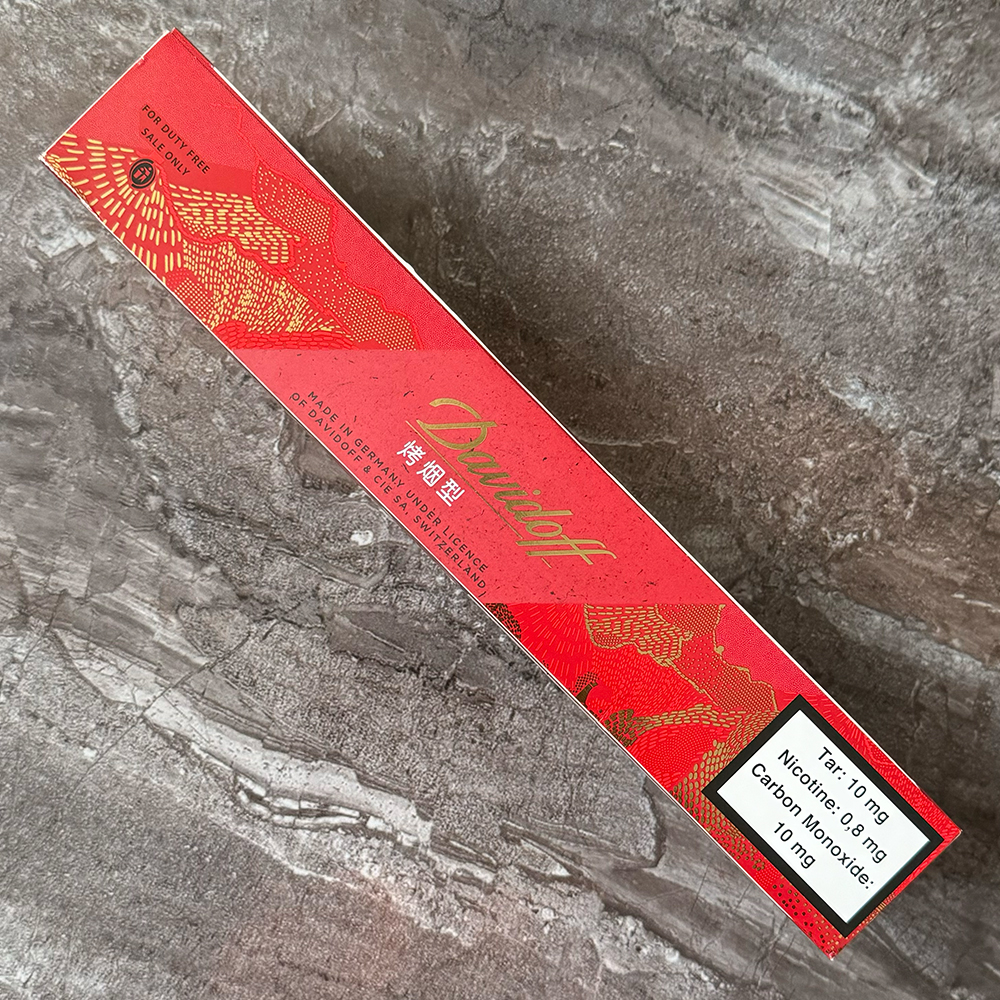 FOR DUTY FREE
SALE ONLY
Davidoff
烤烟型
MADE IN GERMANY UNDER LICENCE
OF DAVIDOFF & CIE SA, SWITZERLAND
Tar: 10 mg
Nicotine: 0,8 mg
Carbon Monoxide:
10 mg